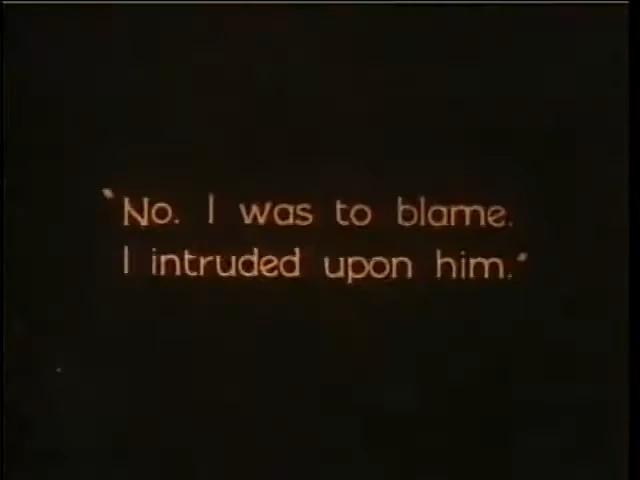 "No. I was to blame.
I intruded upon him."